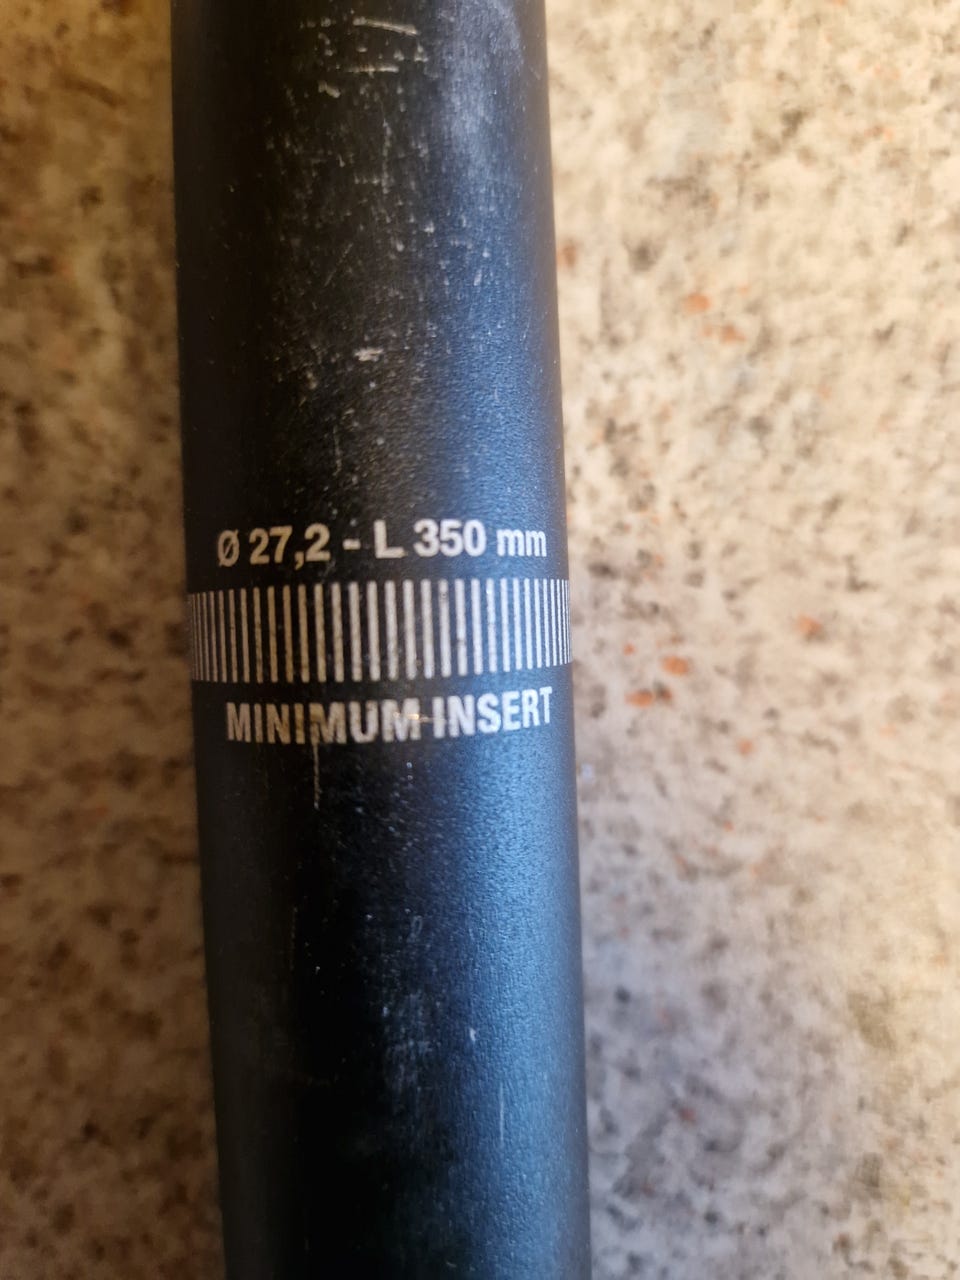 Ø 27,2 - L 350 mm
MINIMUM INSERT